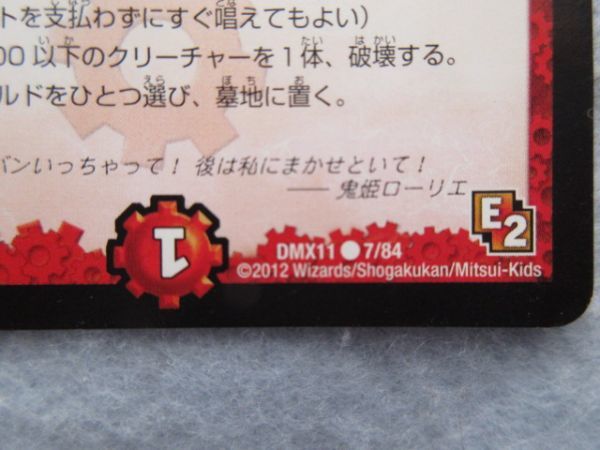 トを支払わずにすぐ唱えてもよい)
00以下のクリーチャーを1体、破壊する。
ルドをひとつ選び、墓地に置く。
バンいっちゃって！ 後は私にまかせといて！
── 鬼姫ローリエ
1
E2
DMX11 ● 7/84
©2012 Wizards/Shogakukan/Mitsui-Kids